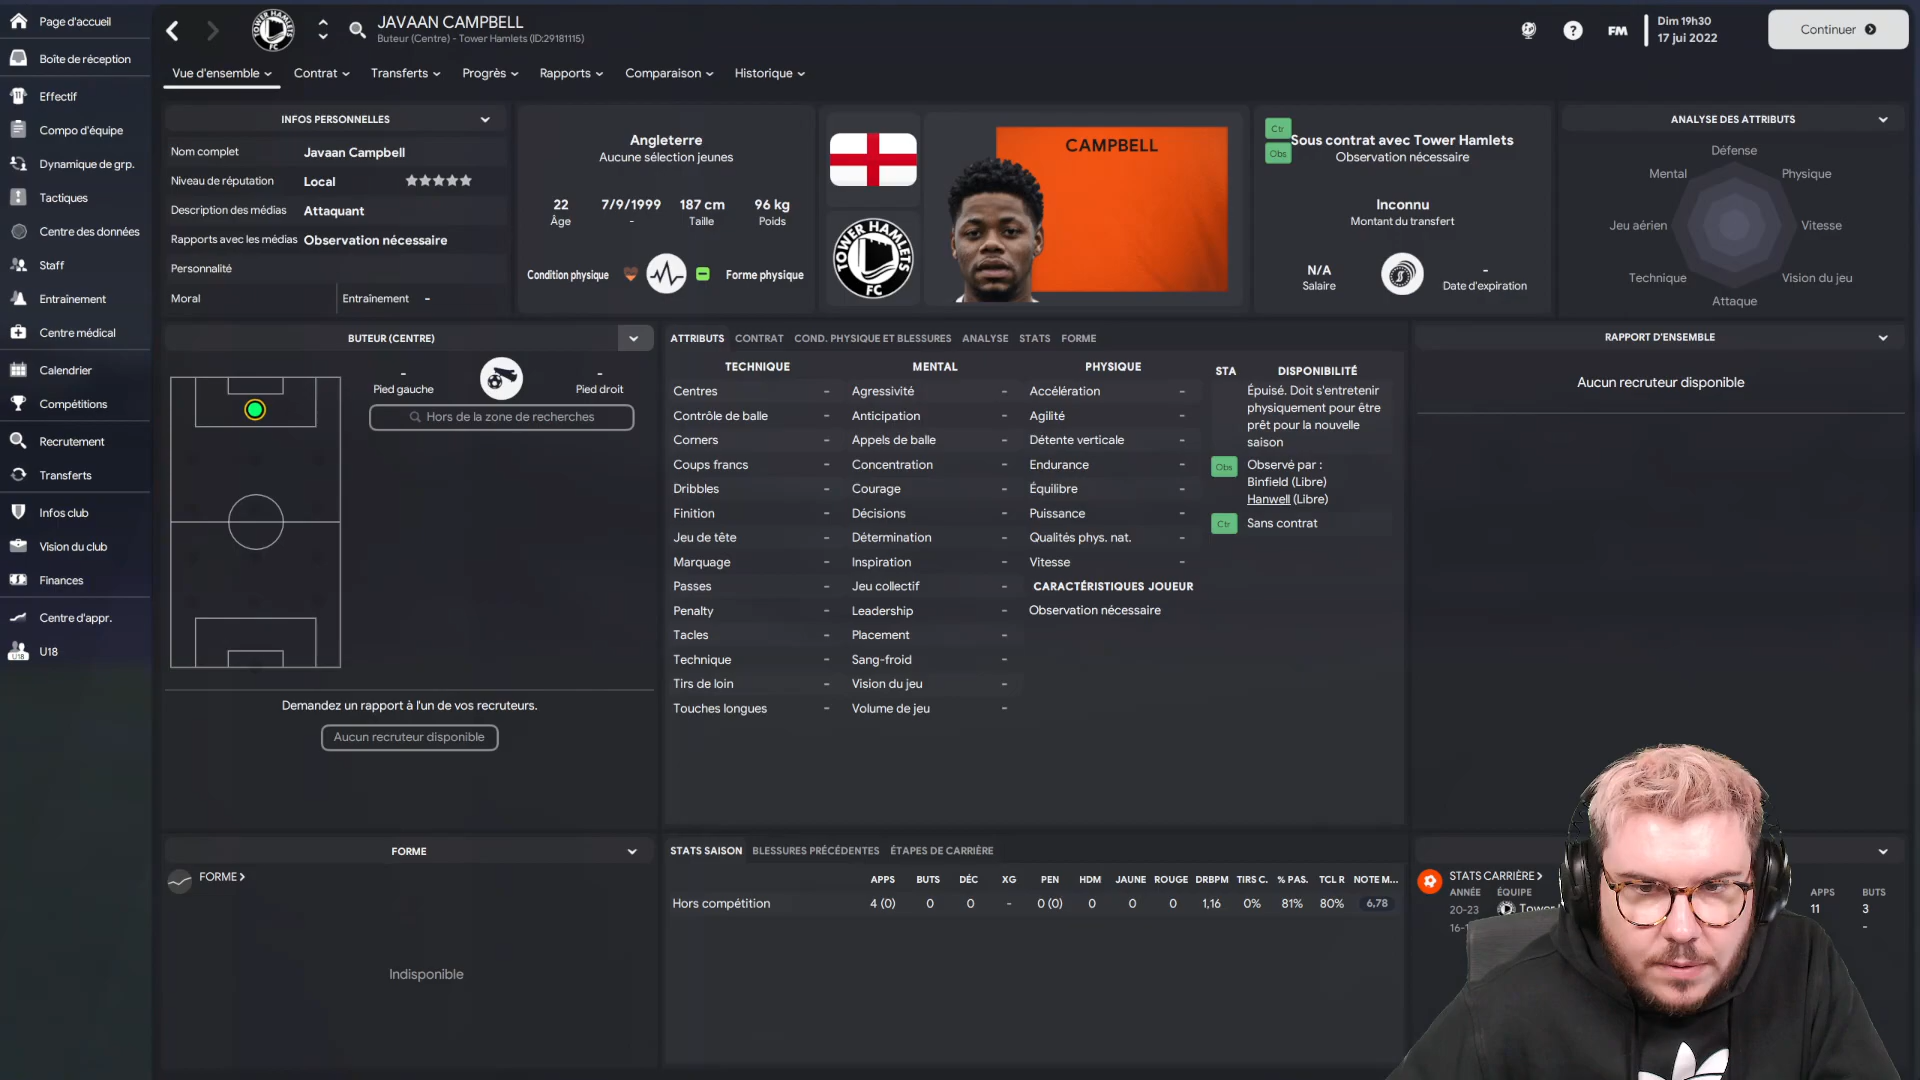 Page d'accueil
Boîte de réception
Effectif
Compo d'équipe
Dynamique de grp.
Tactiques
Centre des données
Staff
Entraînement
Centre médical
Calendrier
Compétitions
Recrutement
Transferts
Infos club
Vision du club
Finances
Centre d'appr.
U18
U18
TOWER HAMLETS FC
JAVAAN CAMPBELL
Buteur (Centre) - Tower Hamlets (ID:29181115)
?
FM
Dim 19h30
17 jui 2022
Continuer
Vue d'ensemble Contrat Transferts Progrès Rapports Comparaison Historique
INFOS PERSONNELLES
Nom complet Javaan Campbell
Niveau de réputation Local
Description des médias Attaquant
Rapports avec les médias Observation nécessaire
Personnalité
Moral Entraînement -
Angleterre
Aucune sélection jeunes
22 7/9/1999 187 cm 96 kg
Âge - Taille Poids
Condition physique Forme physique
TOWER HAMLETS FC
CAMPBELL
Ctr
Obs
Sous contrat avec Tower Hamlets
Observation nécessaire
Inconnu
Montant du transfert
N/A -
Salaire Date d'expiration
ANALYSE DES ATTRIBUTS
Défense
Mental Physique
Jeu aérien Vitesse
Technique Vision du jeu
Attaque
BUTEUR (CENTRE)
- -
Pied gauche Pied droit
Hors de la zone de recherches
Demandez un rapport à l'un de vos recruteurs.
Aucun recruteur disponible
ATTRIBUTS CONTRAT COND. PHYSIQUE ET BLESSURES ANALYSE STATS FORME
TECHNIQUE MENTAL PHYSIQUE
Centres - Agressivité - Accélération -
Contrôle de balle - Anticipation - Agilité -
Corners - Appels de balle - Détente verticale -
Coups francs - Concentration - Endurance -
Dribbles - Courage - Équilibre -
Finition - Décisions - Puissance -
Jeu de tête - Détermination - Qualités phys. nat. -
Marquage - Inspiration - Vitesse -
Passes - Jeu collectif - CARACTÉRISTIQUES JOUEUR
Penalty - Leadership - Observation nécessaire
Tacles - Placement -
Technique - Sang-froid -
Tirs de loin - Vision du jeu -
Touches longues - Volume de jeu -
STA DISPONIBILITÉ
Épuisé. Doit s'entretenir
physiquement pour être
prêt pour la nouvelle
saison
Obs Observé par :
Binfield (Libre)
Hanwell (Libre)
Ctr Sans contrat
RAPPORT D'ENSEMBLE
Aucun recruteur disponible
FORME
FORME
Indisponible
STATS SAISON BLESSURES PRÉCÉDENTES ÉTAPES DE CARRIÈRE
APPS BUTS DÉC XG PEN HDM JAUNE ROUGE DRBPM TIRS C. % PAS. TCL R NOTE M...
Hors compétition 4 (0) 0 0 - 0 (0) 0 0 0 1,16 0% 81% 80% 6,78
STATS CARRIÈRE
ANNÉE ÉQUIPE APPS BUTS
20-23 11 3
-